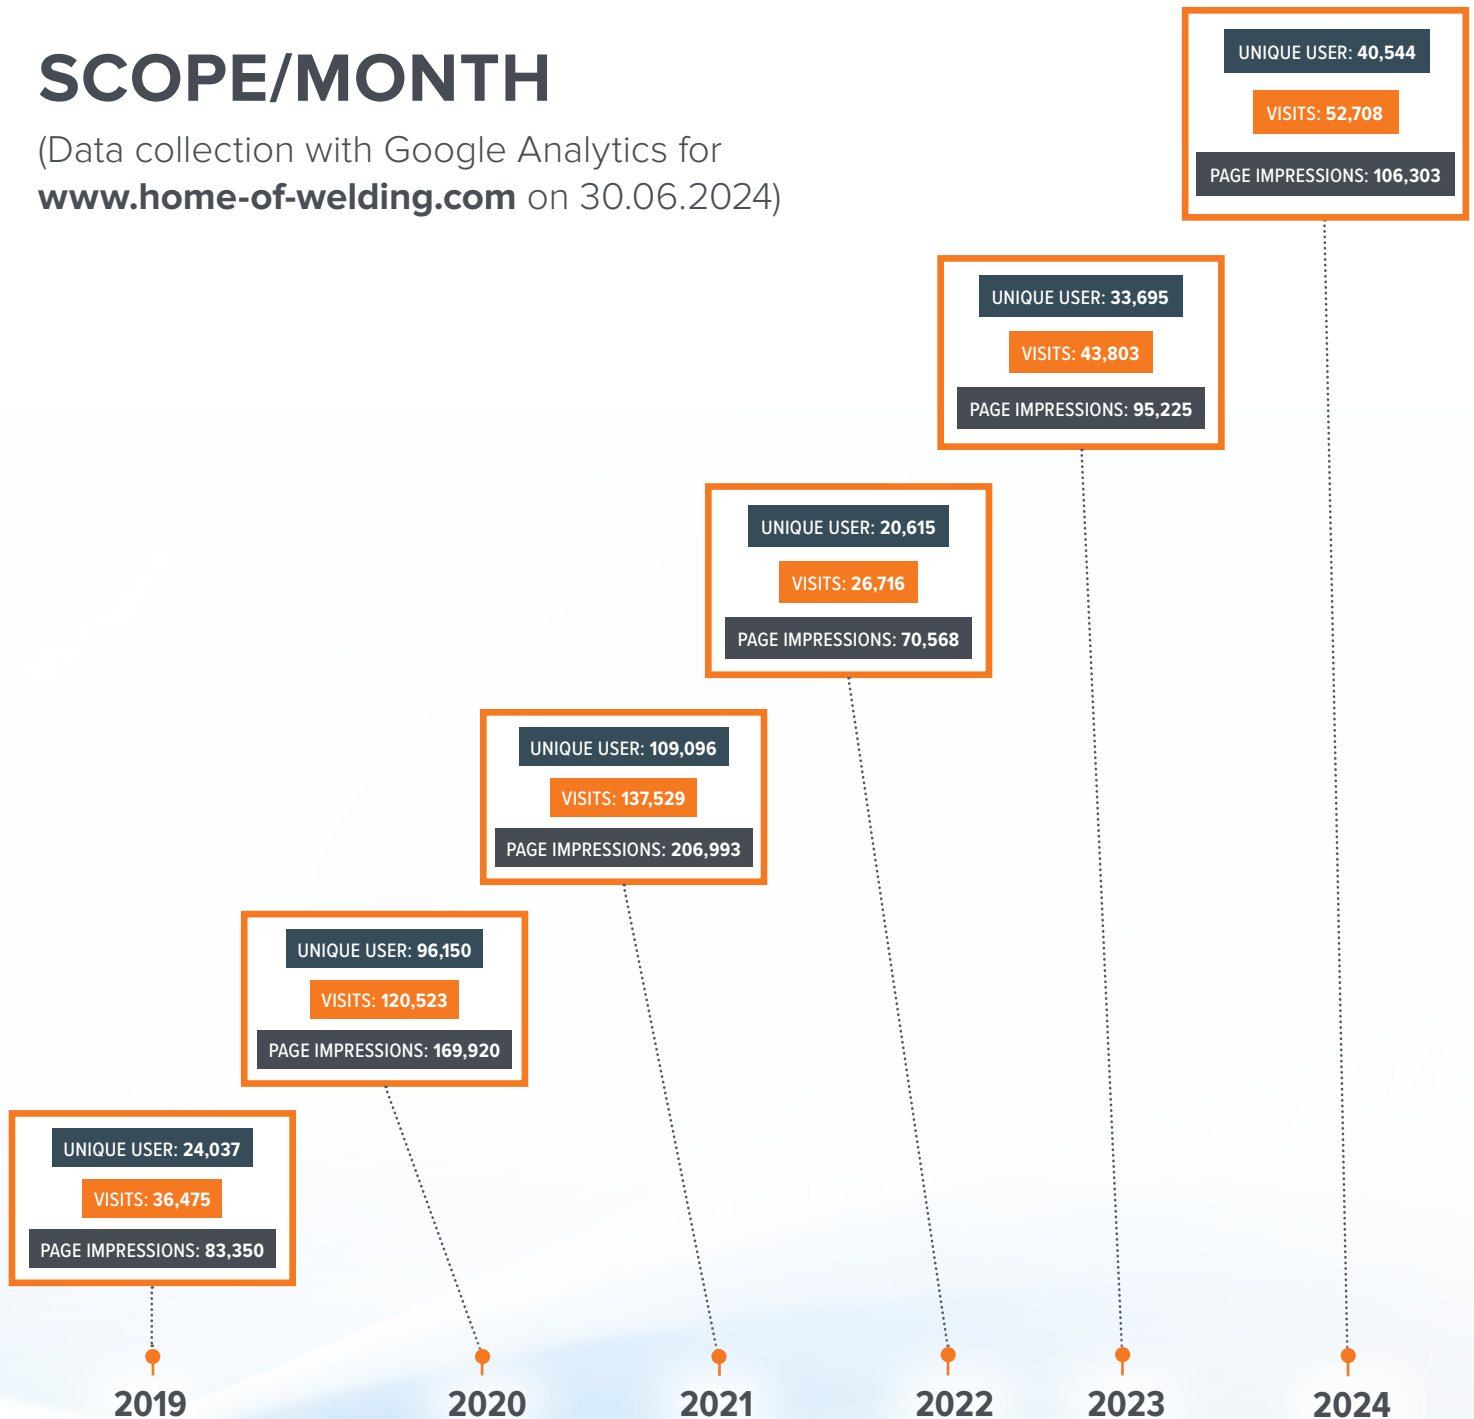 SCOPE/MONTH
(Data collection with Google Analytics for
www.home-of-welding.com on 30.06.2024)
UNIQUE USER: 40,544
VISITS: 52,708
PAGE IMPRESSIONS: 106,303
UNIQUE USER: 33,695
VISITS: 43,803
PAGE IMPRESSIONS: 95,225
UNIQUE USER: 20,615
VISITS: 26,716
PAGE IMPRESSIONS: 70,568
UNIQUE USER: 109,096
VISITS: 137,529
PAGE IMPRESSIONS: 206,993
UNIQUE USER: 96,150
VISITS: 120,523
PAGE IMPRESSIONS: 169,920
UNIQUE USER: 24,037
VISITS: 36,475
PAGE IMPRESSIONS: 83,350
2019 2020 2021 2022 2023 2024